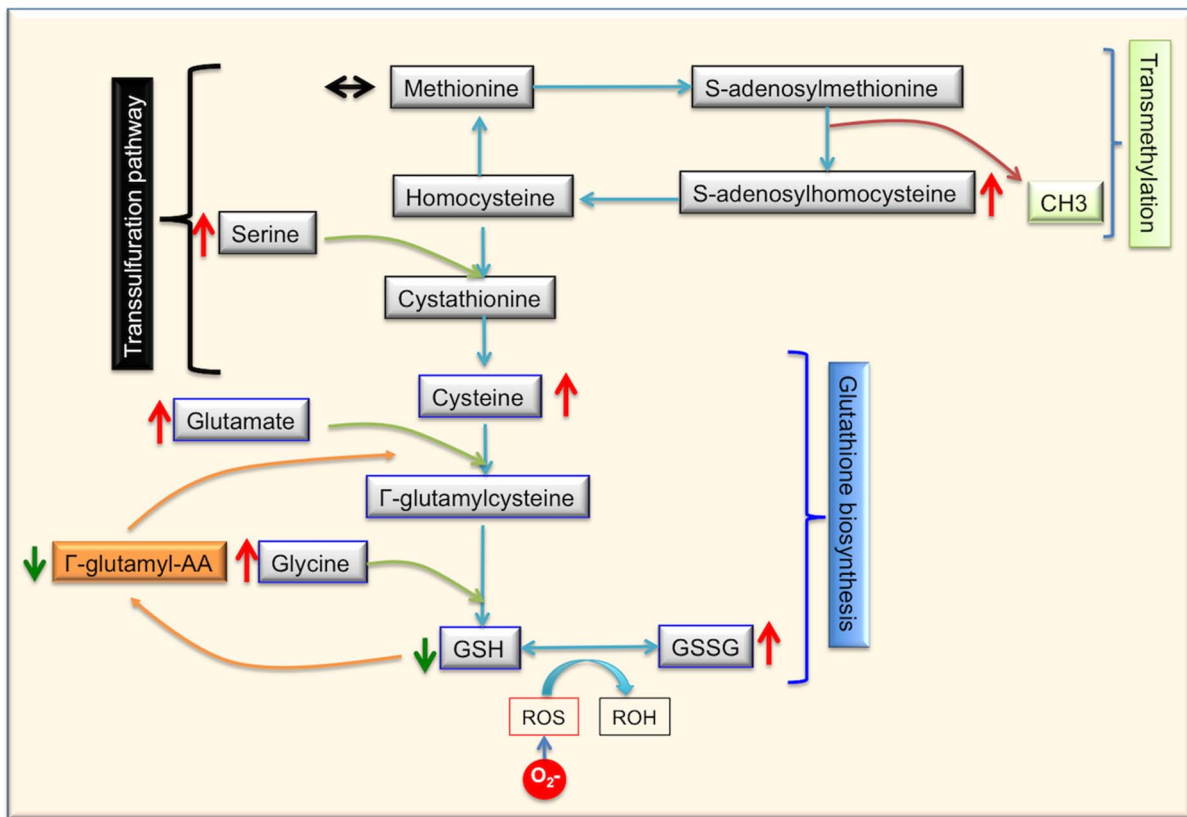 Transsulfuration pathway
Methionine
S-adenosylmethionine
Transmethylation
Homocysteine
S-adenosylhomocysteine
CH3
Serine
Cystathionine
Cysteine
Glutamate
Γ-glutamylcysteine
Glutathione biosynthesis
Γ-glutamyl-AA
Glycine
GSH
GSSG
ROS
ROH
O₂-